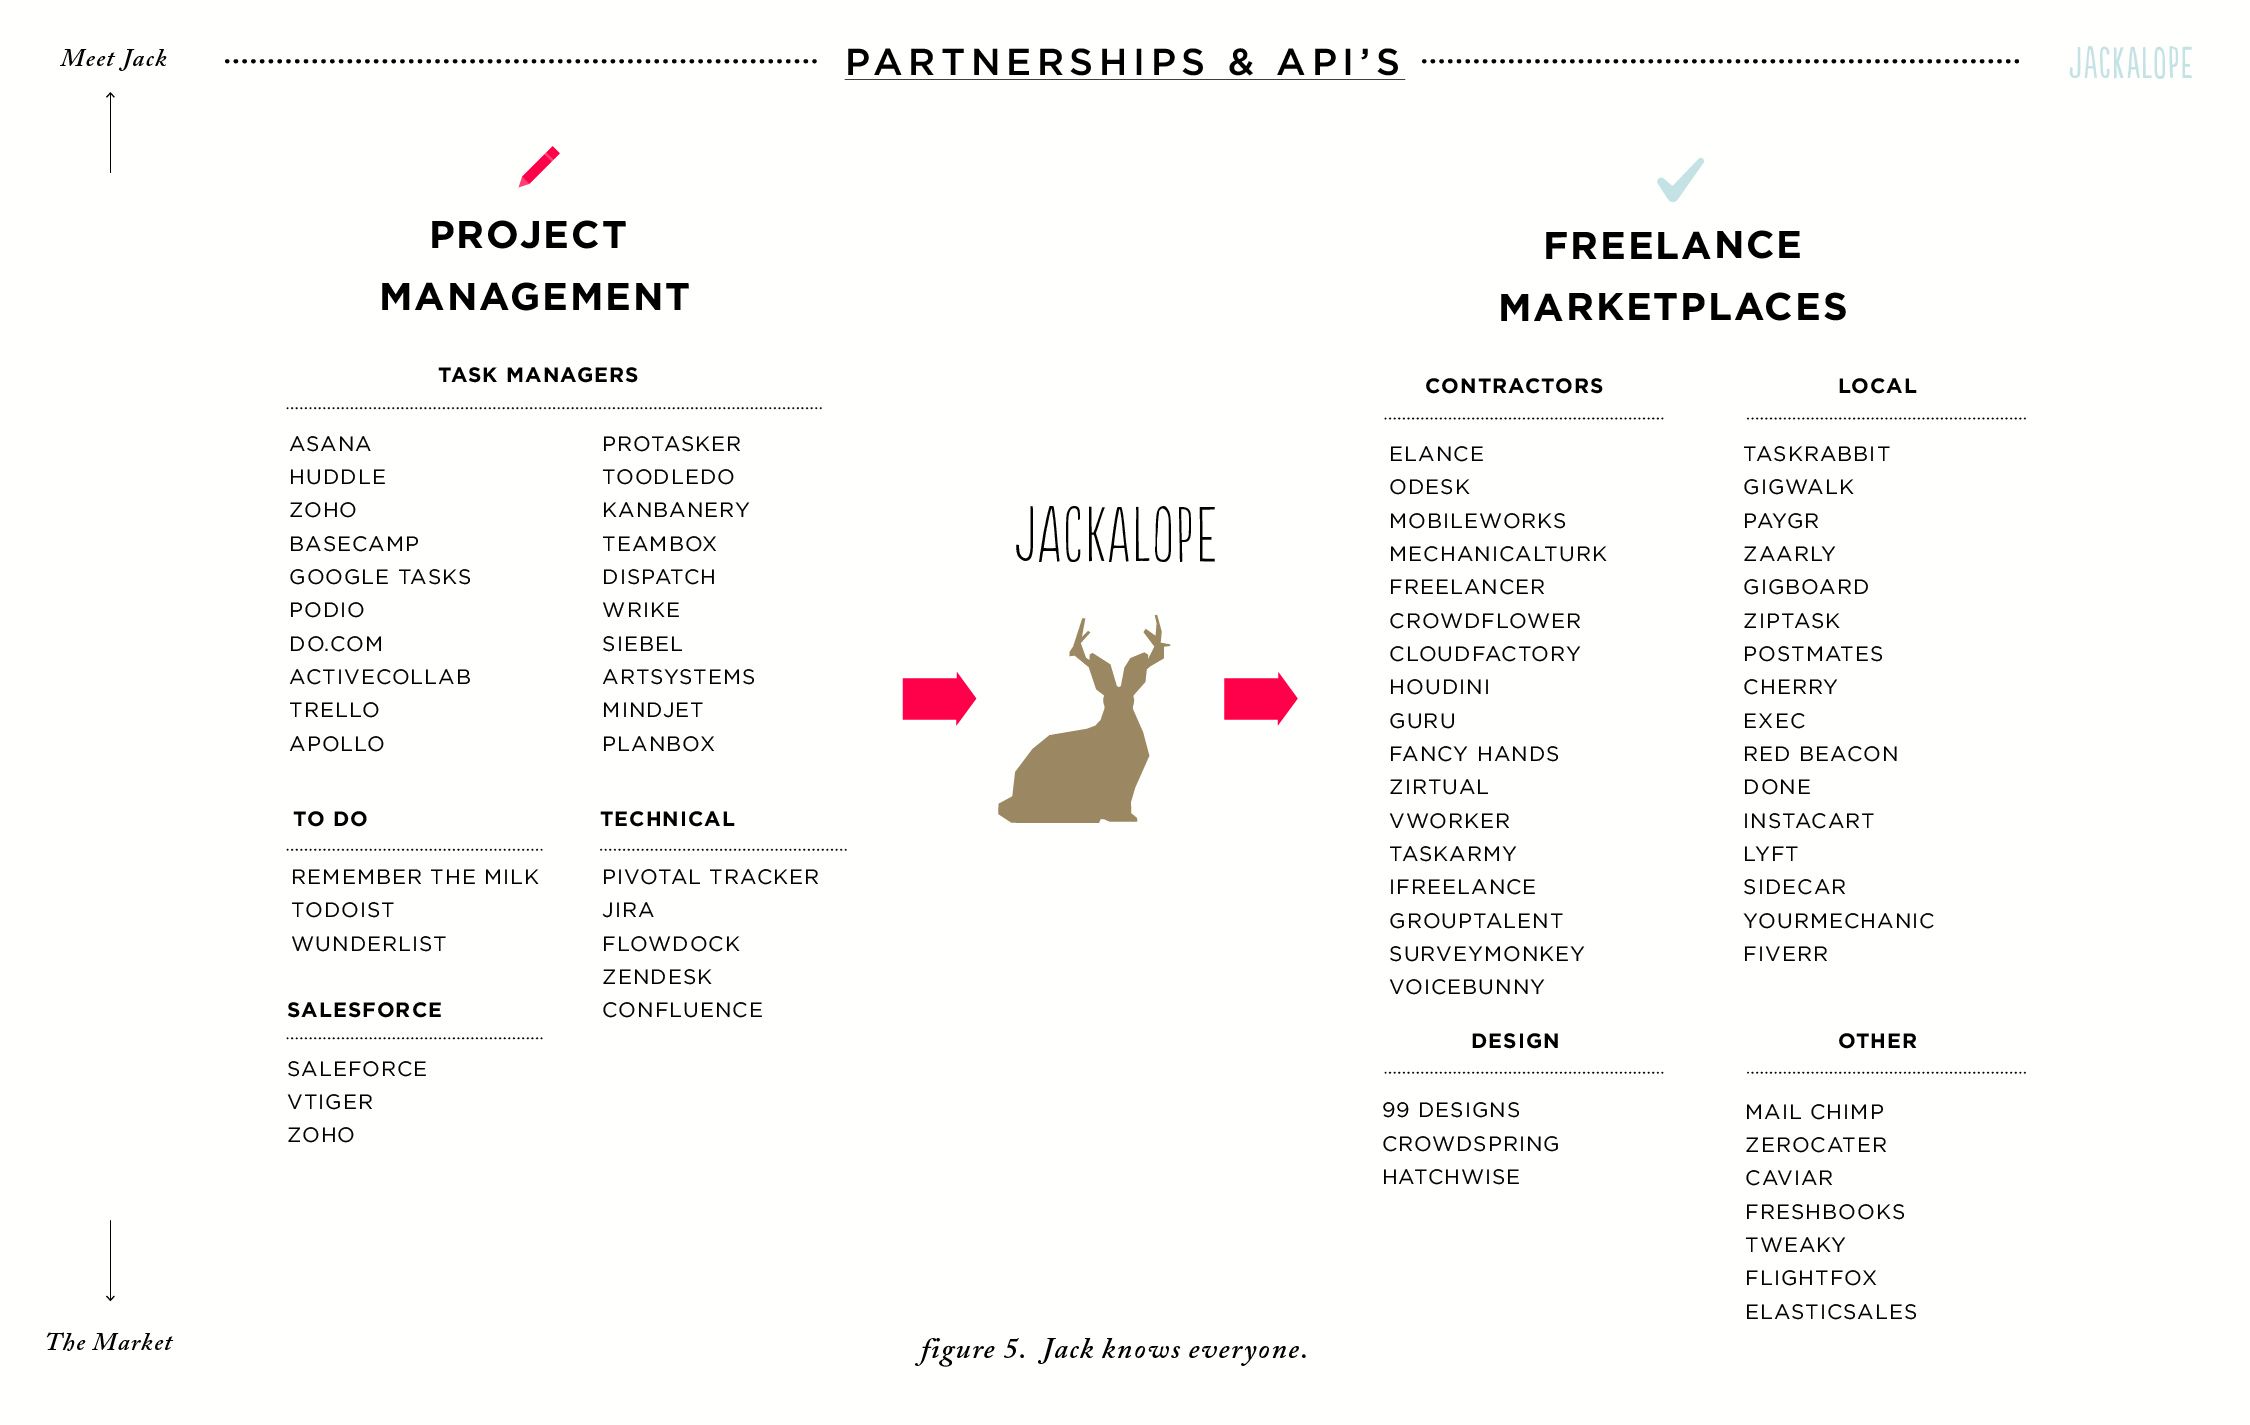 Meet Jack
PARTNERSHIPS & API’S
JACKALOPE
PROJECT
MANAGEMENT
TASK MANAGERS
ASANA
HUDDLE
ZOHO
BASECAMP
GOOGLE TASKS
PODIO
DO.COM
ACTIVECOLLAB
TRELLO
APOLLO
PROTASKER
TOODLEDO
KANBANERY
TEAMBOX
DISPATCH
WRIKE
SIEBEL
ARTSYSTEMS
MINDJET
PLANBOX
TO DO
REMEMBER THE MILK
TODOIST
WUNDERLIST
SALESFORCE
SALEFORCE
VTIGER
ZOHO
TECHNICAL
PIVOTAL TRACKER
JIRA
FLOWDOCK
ZENDESK
CONFLUENCE
JACKALOPE
FREELANCE
MARKETPLACES
CONTRACTORS
ELANCE
ODESK
MOBILEWORKS
MECHANICALTURK
FREELANCER
CROWDFLOWER
CLOUDFACTORY
HOUDINI
GURU
FANCY HANDS
ZIRTUAL
VWORKER
TASKARMY
IFREELANCE
GROUPTALENT
SURVEYMONKEY
VOICEBUNNY
LOCAL
TASKRABBIT
GIGWALK
PAYGR
ZAARLY
GIGBOARD
ZIPTASK
POSTMATES
CHERRY
EXEC
RED BEACON
DONE
INSTACART
LYFT
SIDECAR
YOURMECHANIC
FIVERR
DESIGN
99 DESIGNS
CROWDSPRING
HATCHWISE
OTHER
MAIL CHIMP
ZEROCATER
CAVIAR
FRESHBOOKS
TWEAKY
FLIGHTFOX
ELASTICSALES
The Market
figure 5. Jack knows everyone.